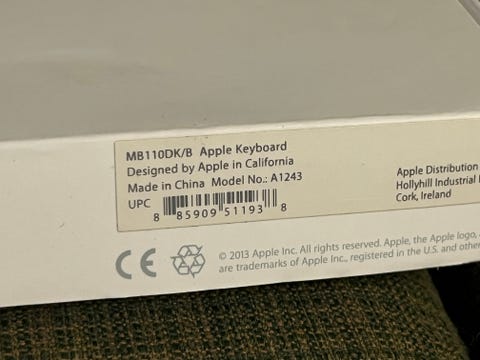 MB110DK/B Apple Keyboard
Designed by Apple in California
Made in China Model No.: A1243
UPC
8 85909 51193 8
Apple Distribution
Hollyhill Industrial
Cork, Ireland
© 2013 Apple Inc. All rights reserved. Apple, the Apple logo,
are trademarks of Apple Inc., registered in the U.S. and other
CE